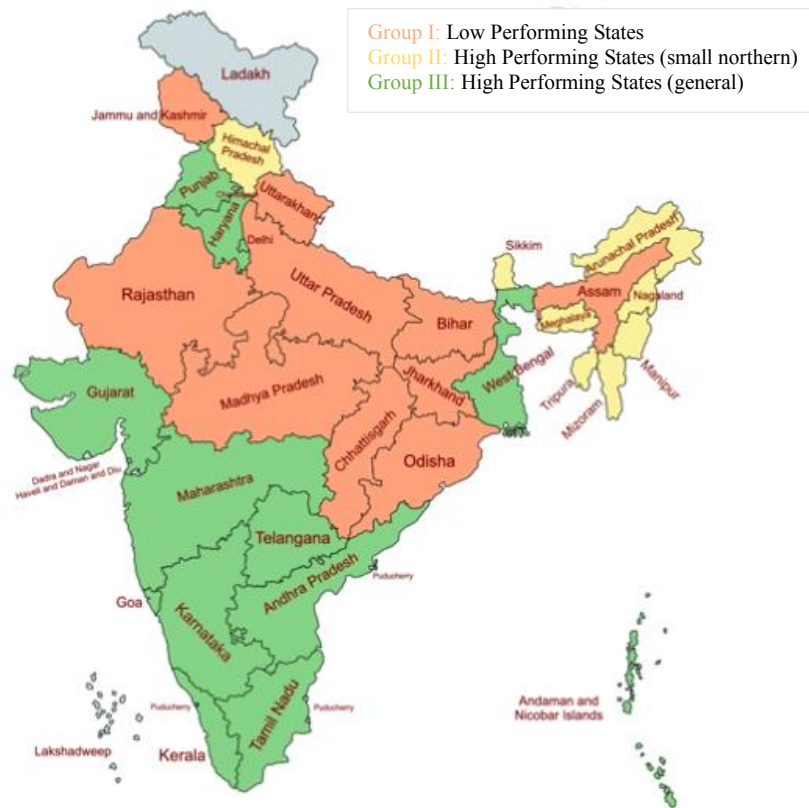 Group I: Low Performing States
Group II: High Performing States (small northern)
Group III: High Performing States (general)
Ladakh
Jammu and Kashmir
Himachal
Pradesh
Punjab
Uttarakhand
Haryana
Delhi
Sikkim
Arunachal Pradesh
Rajasthan
Uttar Pradesh
Assam
Nagaland
Bihar
Meghalaya
Gujarat
Madhya Pradesh
Jharkhand
West Bengal
Manipur
Tripura
Mizoram
Chhattisgarh
Odisha
Dadra and Nagar
Haveli and Daman and Diu
Maharashtra
Telangana
Andhra Pradesh
Puducherry
Goa
Karnataka
Puducherry
Tamil Nadu
Puducherry
Andaman and
Nicobar Islands
Lakshadweep
Kerala